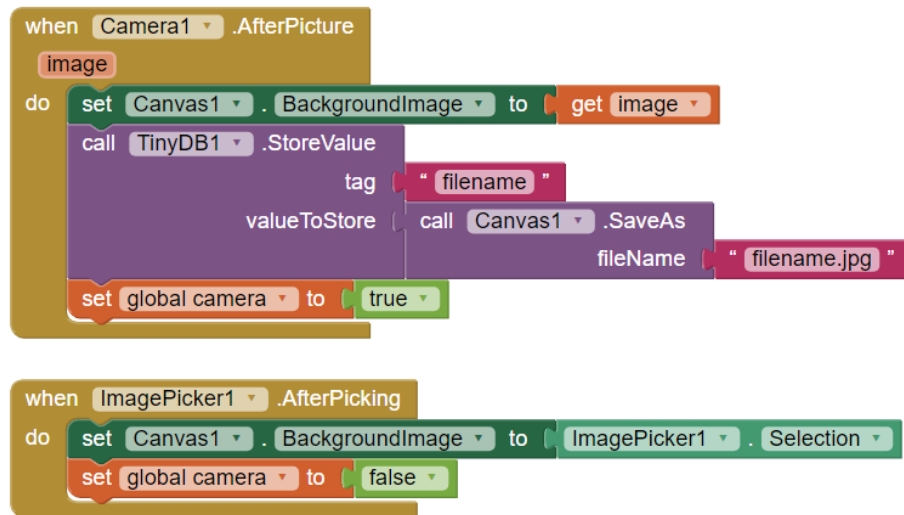 when Camera1 .AfterPicture
image
do set Canvas1 . BackgroundImage to get image
call TinyDB1 .StoreValue
tag " filename "
valueToStore call Canvas1 .SaveAs
fileName " filename.jpg "
set global camera to true
when ImagePicker1 .AfterPicking
do set Canvas1 . BackgroundImage to ImagePicker1 . Selection
set global camera to false